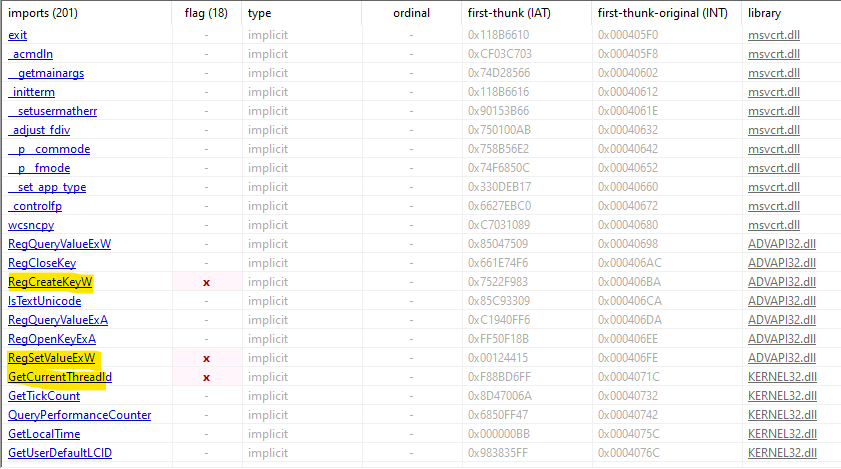 imports (201) flag (18) type ordinal first-thunk (IAT) first-thunk-original (INT) library
exit - implicit - 0x118B6610 0x000405F0 msvcrt.dll
_acmdln - implicit - 0xCF03C703 0x000405F8 msvcrt.dll
__getmainargs - implicit - 0x74D28566 0x00040602 msvcrt.dll
_initterm - implicit - 0x118B6616 0x00040612 msvcrt.dll
__setusermatherr - implicit - 0x90153B66 0x0004061E msvcrt.dll
_adjust_fdiv - implicit - 0x750100AB 0x00040632 msvcrt.dll
__p__commode - implicit - 0x758B56E2 0x00040642 msvcrt.dll
__p__fmode - implicit - 0x74F6850C 0x00040652 msvcrt.dll
__set_app_type - implicit - 0x330DEB17 0x00040660 msvcrt.dll
_controlfp - implicit - 0x6627EBC0 0x00040672 msvcrt.dll
wcsncpy - implicit - 0xC7031089 0x00040680 msvcrt.dll
RegQueryValueExW - implicit - 0x85047509 0x00040698 ADVAPI32.dll
RegCloseKey - implicit - 0x661E74F6 0x000406AC ADVAPI32.dll
RegCreateKeyW x implicit - 0x7522F983 0x000406BA ADVAPI32.dll
IsTextUnicode - implicit - 0x85C93309 0x000406CA ADVAPI32.dll
RegQueryValueExA - implicit - 0xC1940FF6 0x000406DA ADVAPI32.dll
RegOpenKeyExA - implicit - 0xFF50F18B 0x000406EE ADVAPI32.dll
RegSetValueExW x implicit - 0x00124415 0x000406FE ADVAPI32.dll
GetCurrentThreadId x implicit - 0xF88BD6FF 0x0004071C KERNEL32.dll
GetTickCount - implicit - 0x8D47006A 0x00040732 KERNEL32.dll
QueryPerformanceCounter - implicit - 0x6850FF47 0x00040742 KERNEL32.dll
GetLocalTime - implicit - 0x000000BB 0x0004075C KERNEL32.dll
GetUserDefaultLCID - implicit - 0x983835FF 0x0004076C KERNEL32.dll